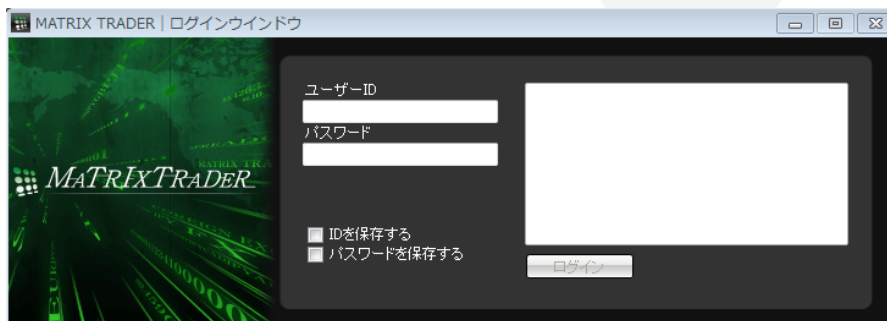 MATRIX TRADER | ログインウインドウ
ユーザーID
パスワード
MATRIXTRADER
IDを保存する
パスワードを保存する
ログイン